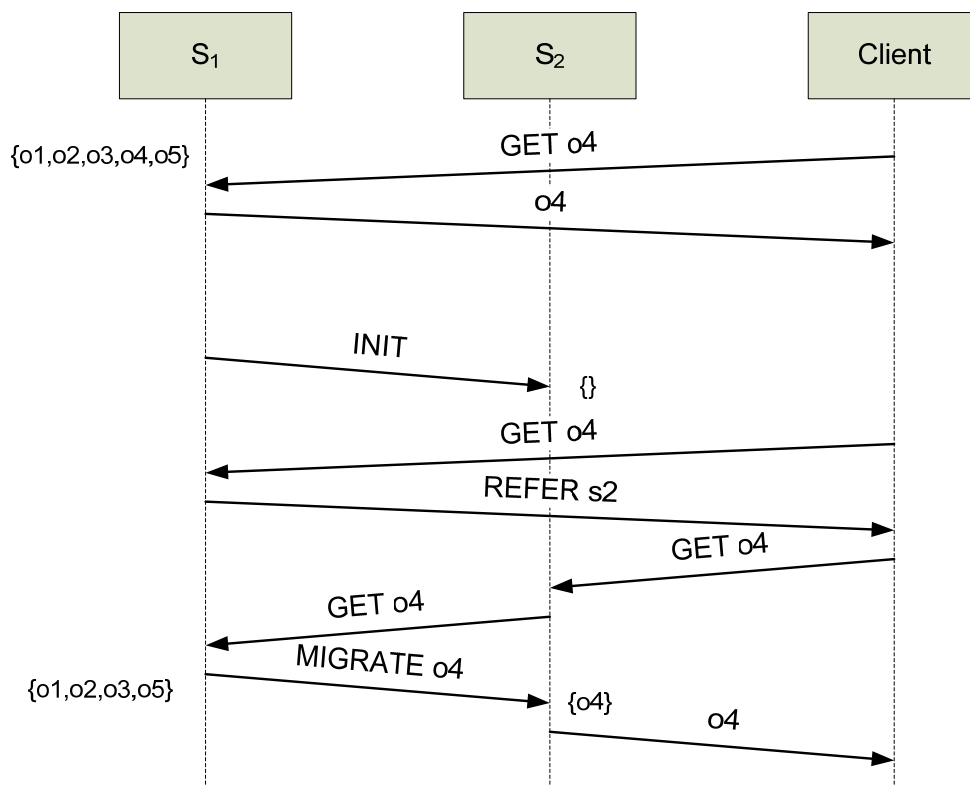 S₁
S₂
Client
{o1,o2,o3,o4,o5}
GET o4
o4
INIT
{}
GET o4
REFER s2
GET o4
GET o4
MIGRATE o4
{o1,o2,o3,o5}
{o4}
o4